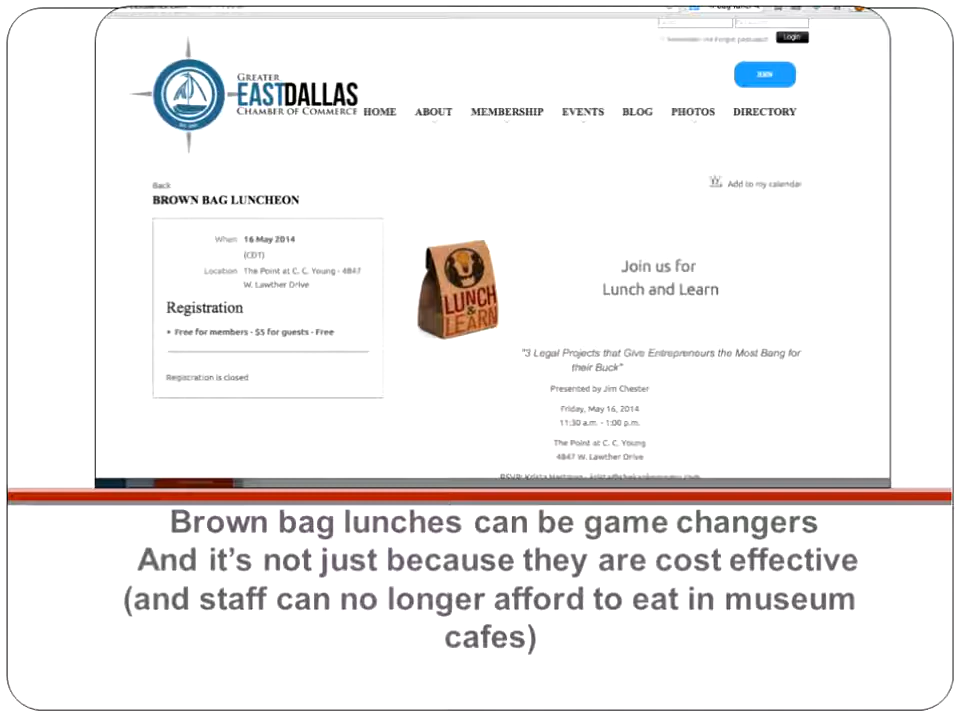 Login
JOIN
GREATER
EASTDALLAS
CHAMBER OF COMMERCE
HOME ABOUT MEMBERSHIP EVENTS BLOG PHOTOS DIRECTORY
Back
Add to my calendar
BROWN BAG LUNCHEON
When 16 May 2014
(CDT)
Location The Point at C. C. Young - 4847
W. Lawther Drive
Registration
• Free for members - $5 for guests - Free
Registration is closed
LUNCH
&
LEARN
Join us for
Lunch and Learn
"3 Legal Projects that Give Entrepreneurs the Most Bang for
their Buck"
Presented by Jim Chester
Friday, May 16, 2014
11:30 a.m. - 1:00 p.m.
The Point at C. C. Young
4847 W. Lawther Drive
RSVP: Krista
Brown bag lunches can be game changers
And it’s not just because they are cost effective
(and staff can no longer afford to eat in museum
cafes)